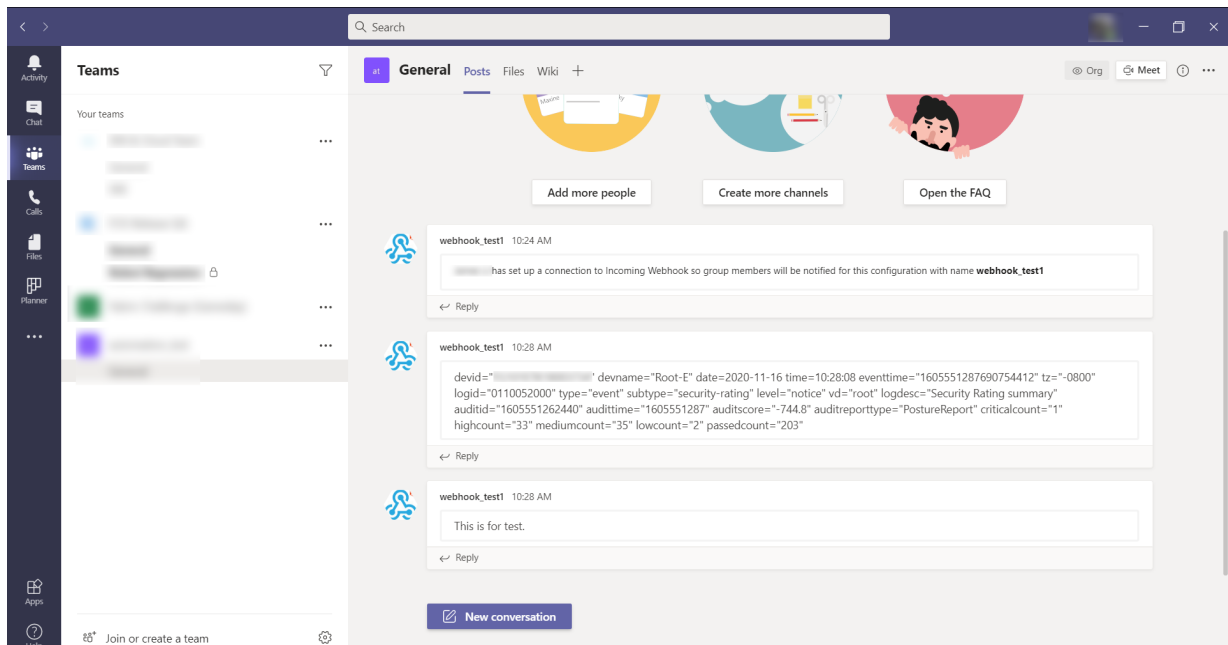 Search
Activity
Chat
Teams
Calls
Files
Planner
Apps
Teams
Your teams
Join or create a team
at
General Posts Files Wiki
Org
Meet
Add more people
Create more channels
Open the FAQ
webhook_test1 10:24 AM
has set up a connection to Incoming Webhook so group members will be notified for this configuration with name webhook_test1
Reply
webhook_test1 10:28 AM
devid=" ' devname="Root-E" date=2020-11-16 time=10:28:08 eventtime="1605551287690754412" tz="-0800"
logid="0110052000" type="event" subtype="security-rating" level="notice" vd="root" logdesc="Security Rating summary"
auditid="1605551262440" audittime="1605551287" auditscore="-744.8" auditreporttype="PostureReport" criticalcount="1"
highcount="33" mediumcount="35" lowcount="2" passedcount="203"
Reply
webhook_test1 10:28 AM
This is for test.
Reply
New conversation